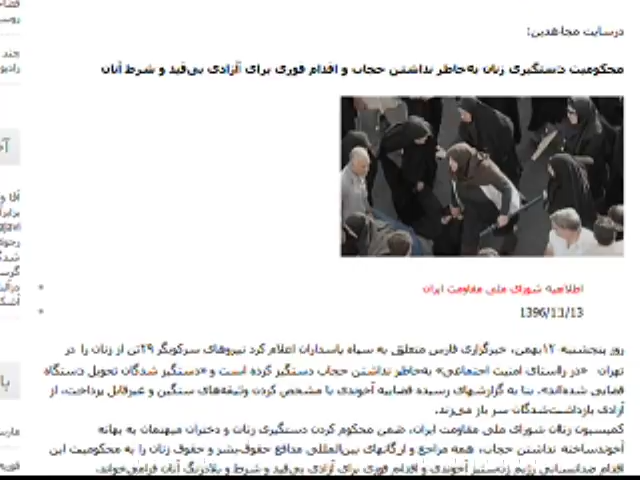 درسایت مجاهدین:
محکومیت دستگیری زنان به‌خاطر نداشتن حجاب و اقدام فوری برای آزادی بی‌قید و شرط آنان
اطلاعیه شورای ملی مقاومت ایران
1396/11/13
روز پنجشنبه ۱۲بهمن، خبرگزاری فارس متعلق به سپاه پاسداران اعلام کرد نیروهای سرکوبگر ۲۹تن از زنان را در
تهران «در راستای امنیت اجتماعی» به‌خاطر نداشتن حجاب دستگیر کرده است و «دستگیر شدگان تحویل دستگاه
قضایی شده‌اند». بنا به گزارشهای رسیده قضاییه آخوندی با مشخص کردن وثیقه‌های سنگین و غیرقابل پرداخت، از
آزادی بازداشت‌شدگان سر باز می‌زند.
کمیسیون زنان شورای ملی مقاومت ایران، ضمن محکوم کردن دستگیری زنان و دختران میهنمان به بهانه
آخوندساخته نداشتن حجاب، همه مراجع و ارگانهای بین‌المللی مدافع حقوق‌بشر و حقوق زنان را به محکومیت این
اقدام ضدانسانی رژیم زن‌ستیز آخوندی و اقدام فوری برای آزادی بی‌قید و شرط و بلادرنگ آنان فرامی‌خواند.